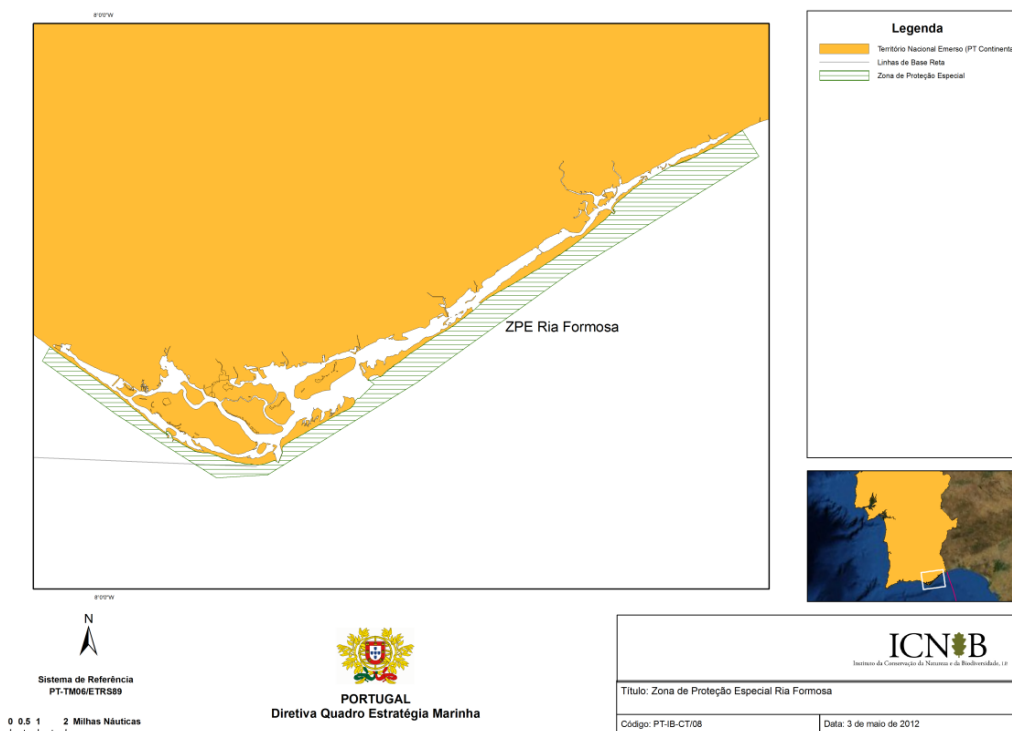 8°0'0"W
Legenda
Território Nacional Emerso (PT Continenta
Linhas de Base Reta
Zona de Proteção Especial
ZPE Ria Formosa
8°0'0"W
N
Sistema de Referência
PT-TM06/ETRS89
0 0.5 1 2 Milhas Náuticas
PORTUGAL
Diretiva Quadro Estratégia Marinha
ICNB
Instituto da Conservação da Natureza e da Biodiversidade, I.P.
Título: Zona de Proteção Especial Ria Formosa
Código: PT-IB-CT/08
Data: 3 de maio de 2012